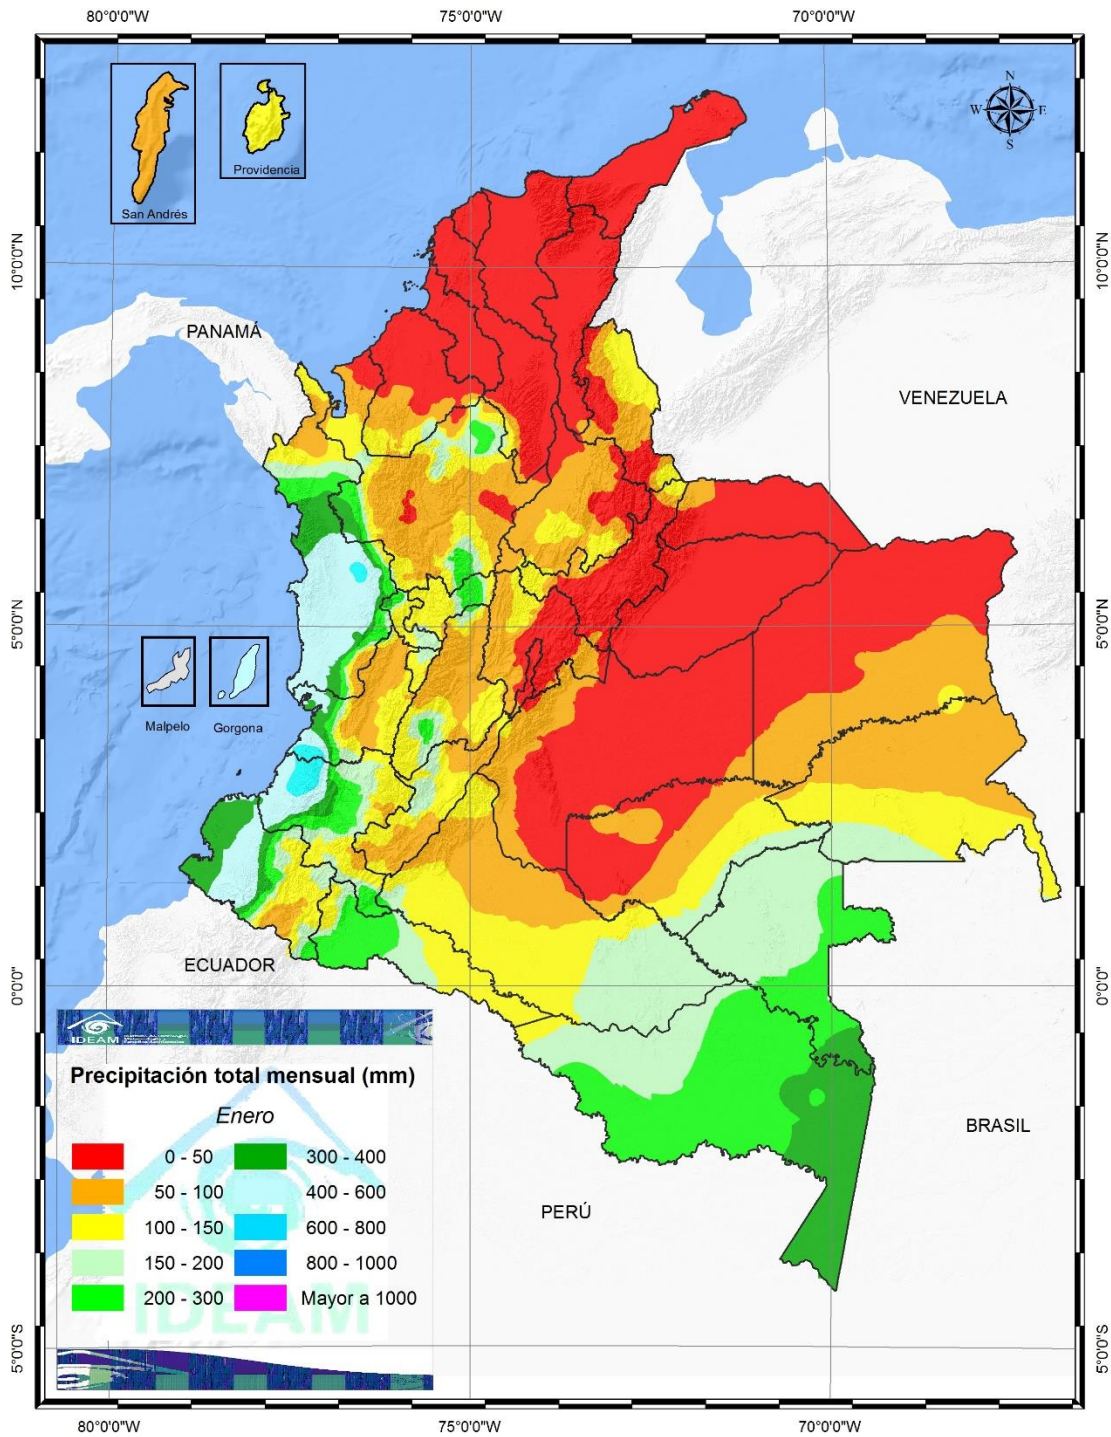 80°0'0"W
75°0'0"W
70°0'0"W
N
W
E
S
San Andrés
Providencia
10°0'0"N
10°0'0"N
PANAMÁ
VENEZUELA
5°0'0"N
5°0'0"N
Malpelo
Gorgona
ECUADOR
0°0'0"
0°0'0"
IDEAM
Precipitación total mensual (mm)
Enero
0 - 50
300 - 400
50 - 100
400 - 600
100 - 150
600 - 800
150 - 200
800 - 1000
200 - 300
Mayor a 1000
IDEAM
BRASIL
PERÚ
5°0'0"S
5°0'0"S
80°0'0"W
75°0'0"W
70°0'0"W